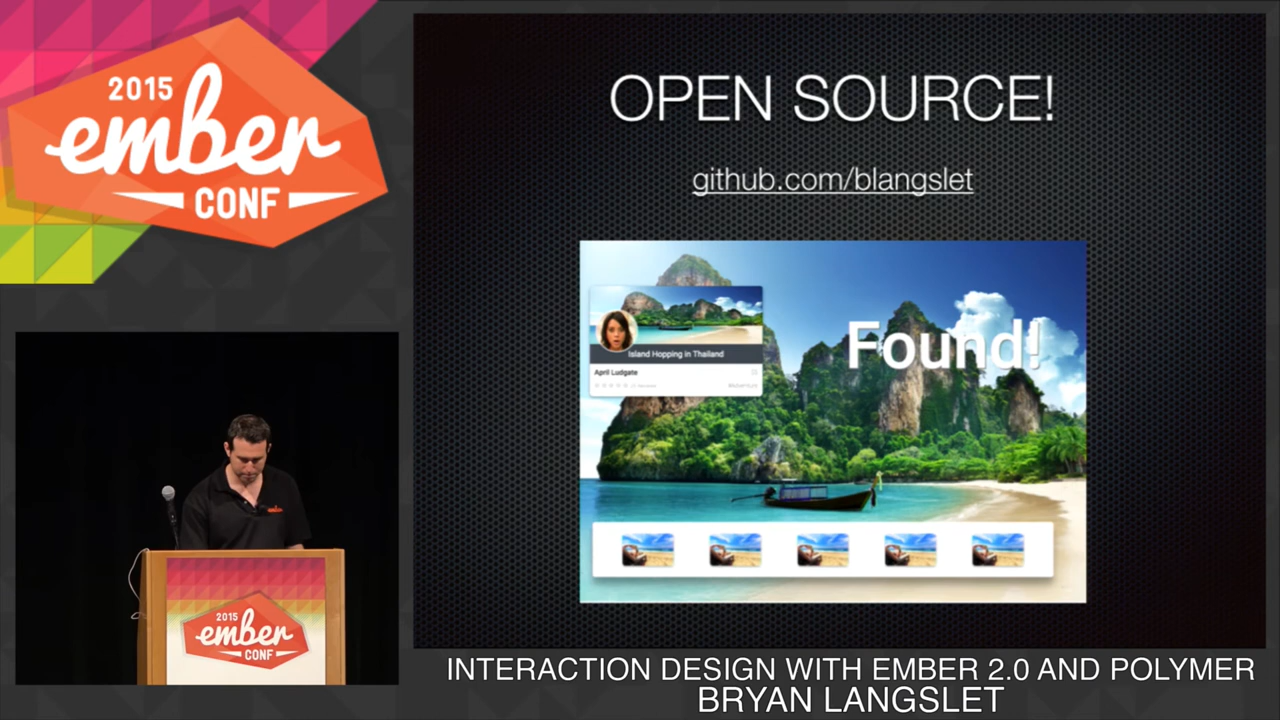 2015
ember
CONF
OPEN SOURCE!
github.com/blangslet
Found!
Island Hopping in Thailand
April Ludgate
2015
ember
CONF
INTERACTION DESIGN WITH EMBER 2.0 AND POLYMER
BRYAN LANGSLET